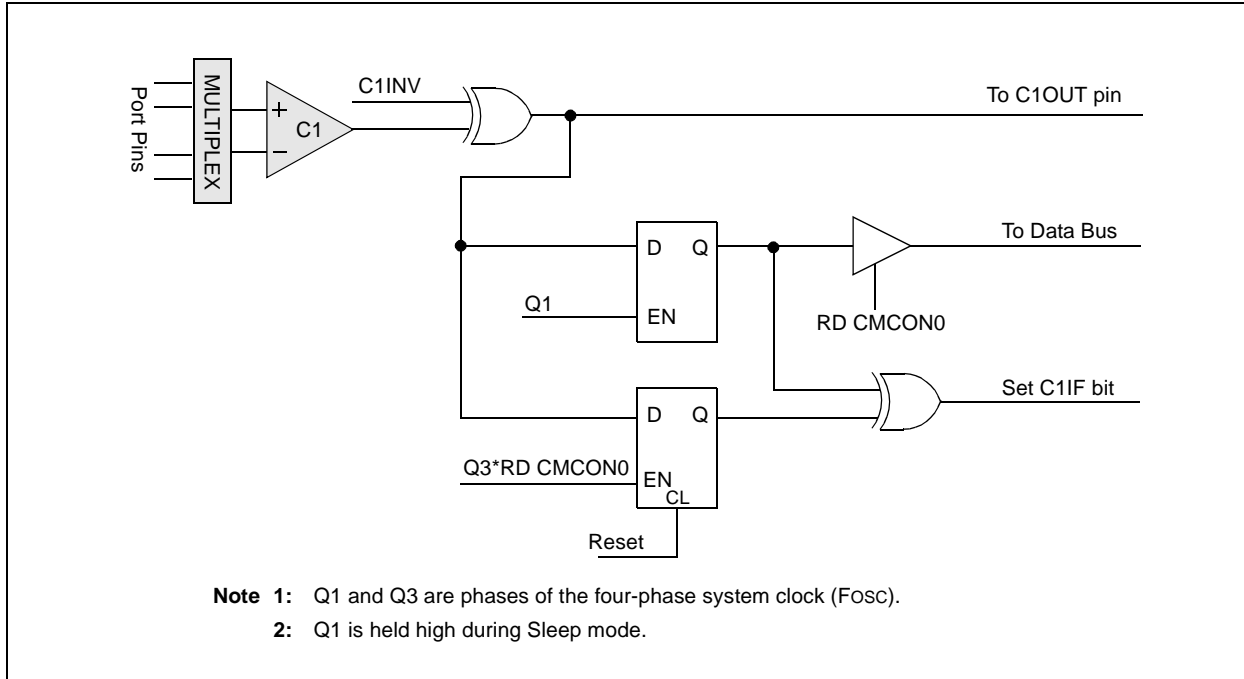 Port Pins
MULTIPLEX
+
−
C1
C1INV
To C1OUT pin
D Q
Q1
EN
To Data Bus
RD CMCON0
D Q
Q3*RD CMCON0
EN
CL
Reset
Set C1IF bit
Note 1: Q1 and Q3 are phases of the four-phase system clock (FOSC).
2: Q1 is held high during Sleep mode.